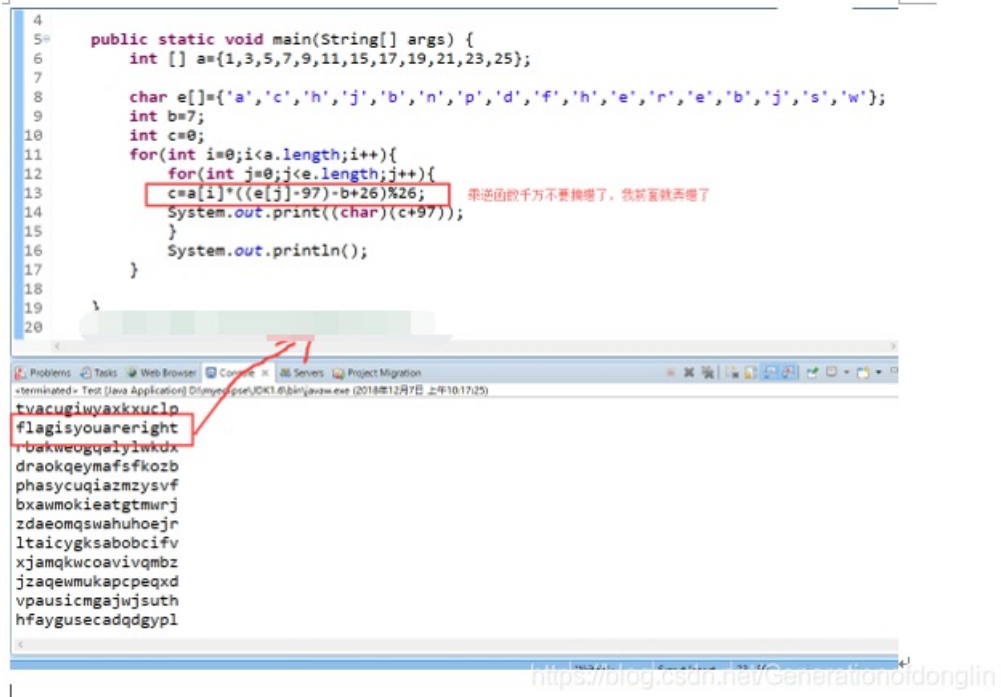 4
5 public static void main(String[] args) {
6 int [] a={1,3,5,7,9,11,15,17,19,21,23,25};
7
8 char e[]={'a','c','h','j','b','n','p','d','f','h','e','r','e','b','j','s','w'};
9 int b=7;
10 int c=0;
11 for(int i=0;i<a.length;i++){
12 for(int j=0;j<e.length;j++){
13 c=a[i]*((e[j]-97)-b+26)%26; 乘逆函数千万不要搞错了，我前面就弄错了
14 System.out.print((char)(c+97));
15 }
16 System.out.println();
17 }
18
19 }
20
Problems Tasks Web Browser Console Servers Project Migration
<terminated> Test [Java Application] D:\myeclipse\JDK1.6\bin\javaw.exe (2018年12月7日 上午10:17:25)
tvacugiwyaxkxuclp
flagisyouareright
rbakweogqalylwkdx
draokqeymafsfkozb
phasycuqiazmzysvf
bxawmokieatgtmwrj
zdaeomqswahuhoejr
ltaicygksabobcifv
xjamqkwcoavivqmbz
jzaqewmukapcpeqxd
vpausicmgajwjsuth
hfaygusecadqdgypl
https://blog.csdn.net/Generationofdonglin